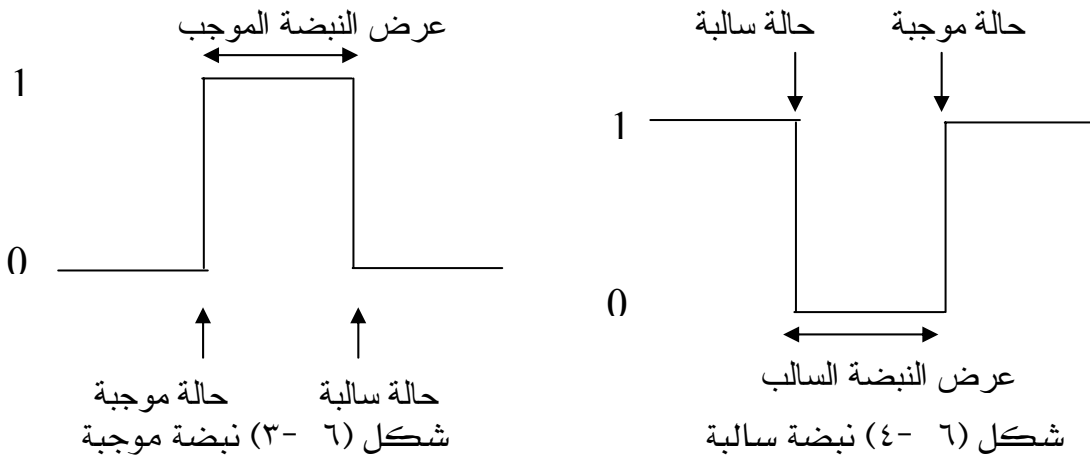 عرض النبضة الموجب
1
0
حالة موجبة
حالة سالبة
شكل (٦ -٣) نبضة موجبة
حالة سالبة
حالة موجبة
1
0
عرض النبضة السالب
شكل (٦ -٤) نبضة سالبة